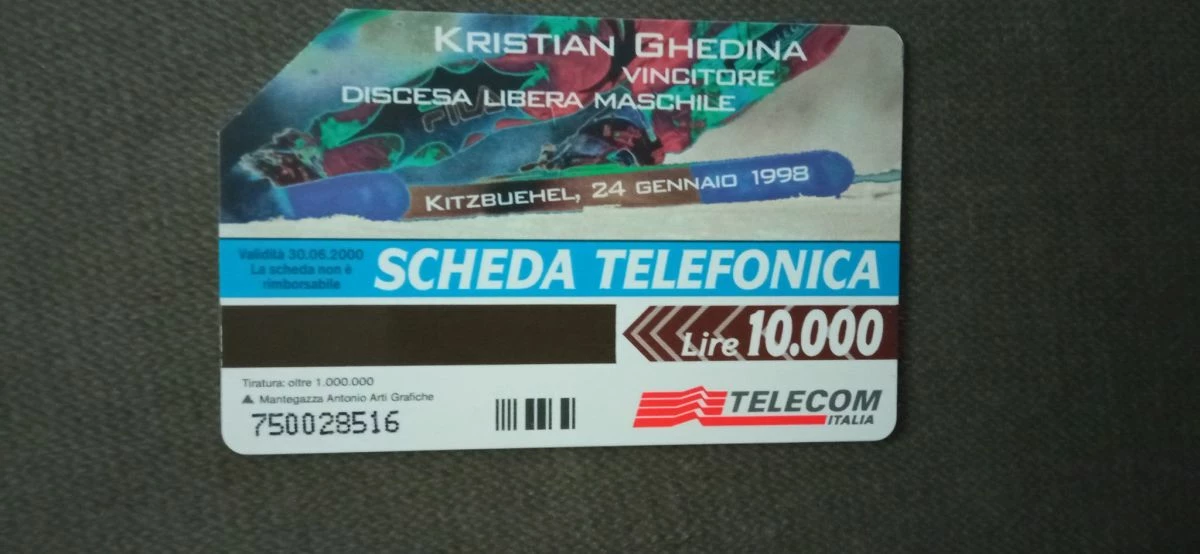 KRISTIAN GHEDINA
VINCITORE
DISCESA LIBERA MASCHILE
FILA
KITZBUEHEL, 24 GENNAIO 1998
Validità 30.06.2000
La scheda non è
rimborsabile
SCHEDA TELEFONICA
Lire 10.000
Tiratura: oltre 1.000.000
Mantegazza Antonio Arti Grafiche
750028516
TELECOM
ITALIA